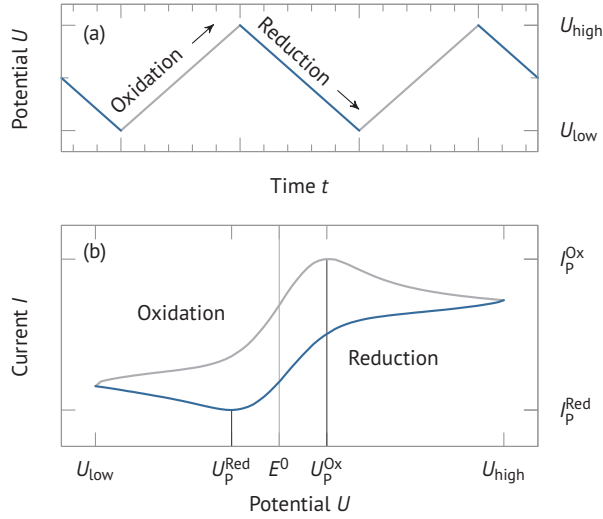 (a)
Potential U
Oxidation
Reduction
U_high
U_low
Time t
(b)
Current I
Oxidation
Reduction
I_P^Ox
I_P^Red
U_low
U_P^Red
E^0
U_P^Ox
U_high
Potential U